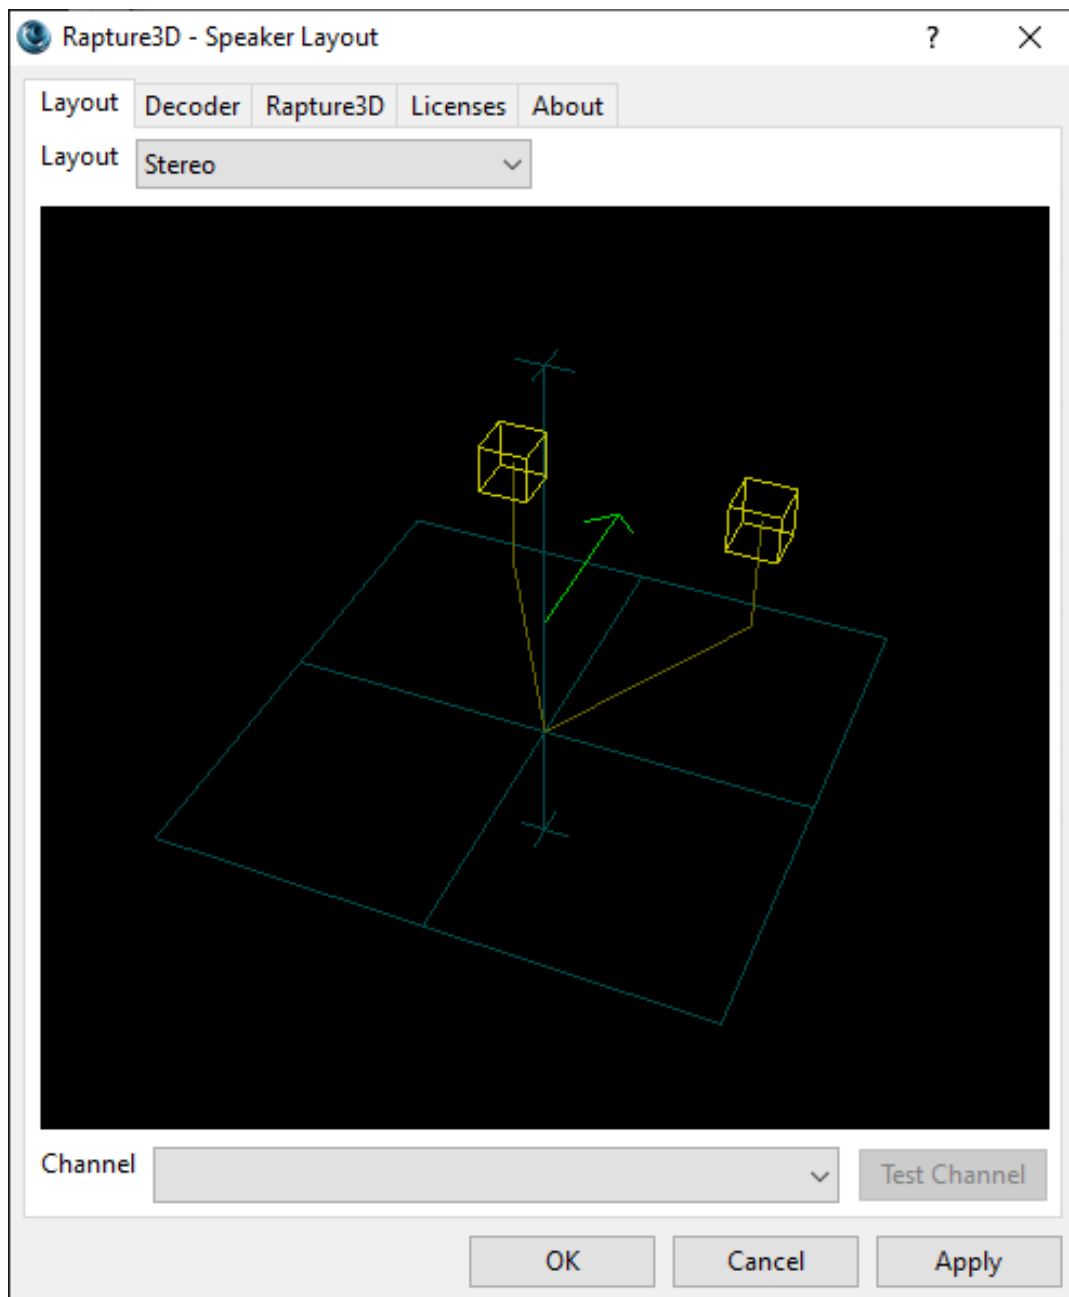 Rapture3D - Speaker Layout
Layout Decoder Rapture3D Licenses About
Layout Stereo
Channel Test Channel
OK Cancel Apply